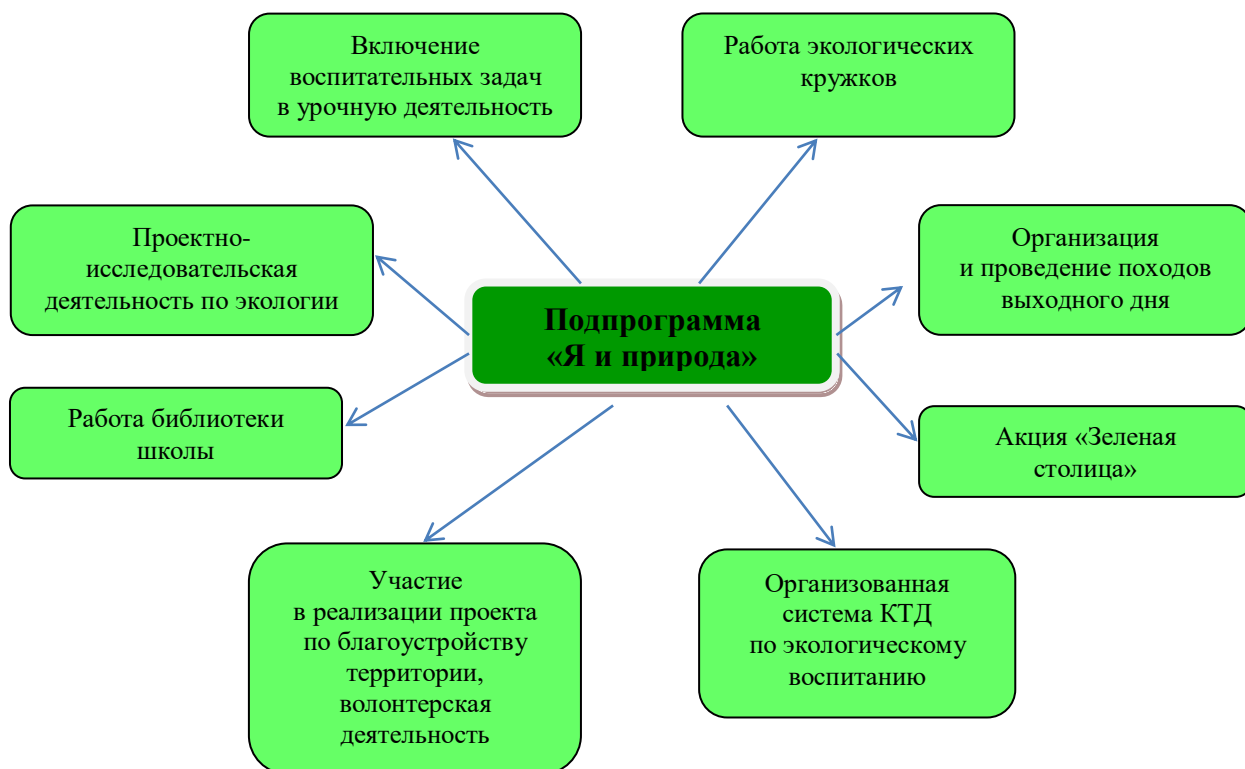 Включение
воспитательных задач
в урочную деятельность
Работа экологических
кружков
Проектно-
исследовательская
деятельность по экологии
Организация
и проведение походов
выходного дня
Подпрограмма
«Я и природа»
Работа библиотеки
школы
Акция «Зеленая
столица»
Участие
в реализации проекта
по благоустройству
территории,
волонтерская
деятельность
Организованная
система КТД
по экологическому
воспитанию